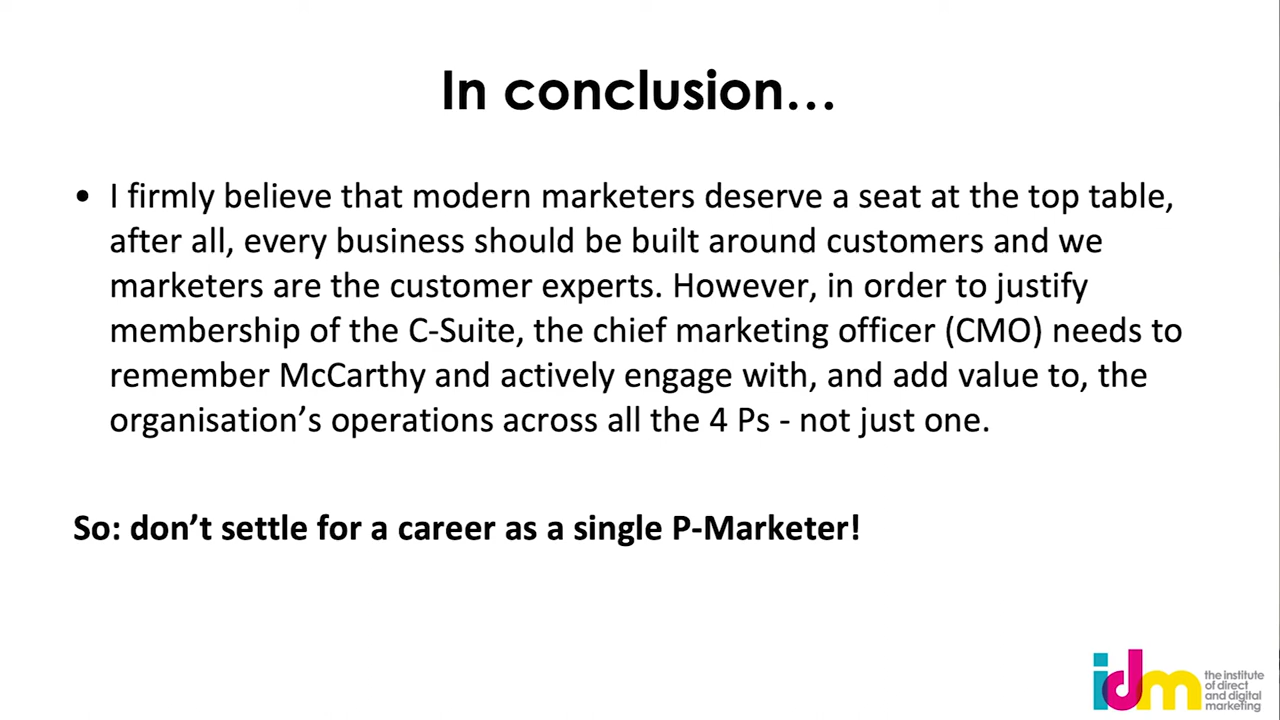 In conclusion…
• I firmly believe that modern marketers deserve a seat at the top table,
after all, every business should be built around customers and we
marketers are the customer experts. However, in order to justify
membership of the C-Suite, the chief marketing officer (CMO) needs to
remember McCarthy and actively engage with, and add value to, the
organisation’s operations across all the 4 Ps - not just one.
So: don’t settle for a career as a single P-Marketer!
idm
the institute
of direct
and digital
marketing